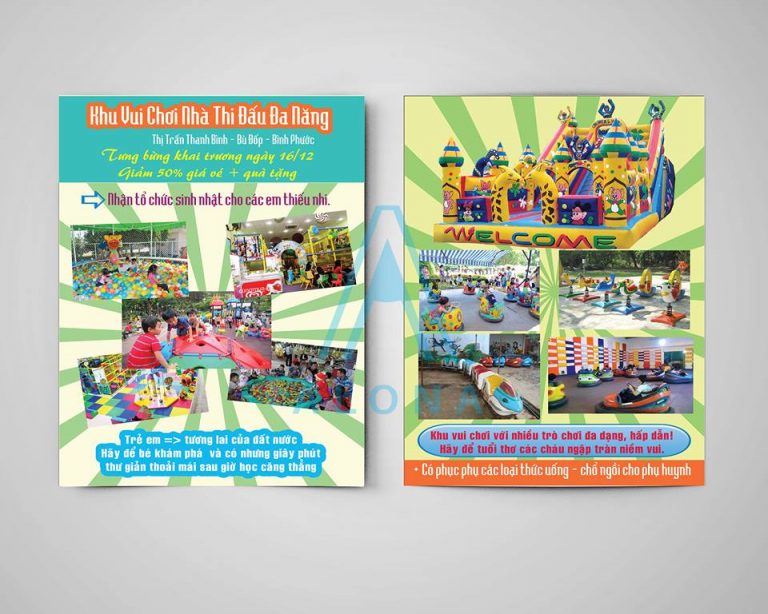 Khu Vui Chơi Nhà Thi Đấu Đa Năng
Thị Trấn Thanh Bình - Bù Đốp - Bình Phước
Tưng bừng khai trương ngày 16/12
Giảm 50% giá vé + quà tặng
Nhận tổ chức sinh nhật cho các em thiếu nhi.
Trẻ em => tương lai của đất nước
Hãy để bé khám phá và có nhưng giây phút
thư giản thoải mái sau giờ học căng thẳng
WELCOME
Khu vui chơi với nhiều trò chơi đa dạng, hấp dẫn!
Hãy để tuổi thơ các cháu ngập tràn niềm vui.
* Có phục phụ các loại thức uống - chổ ngồi cho phụ huynh